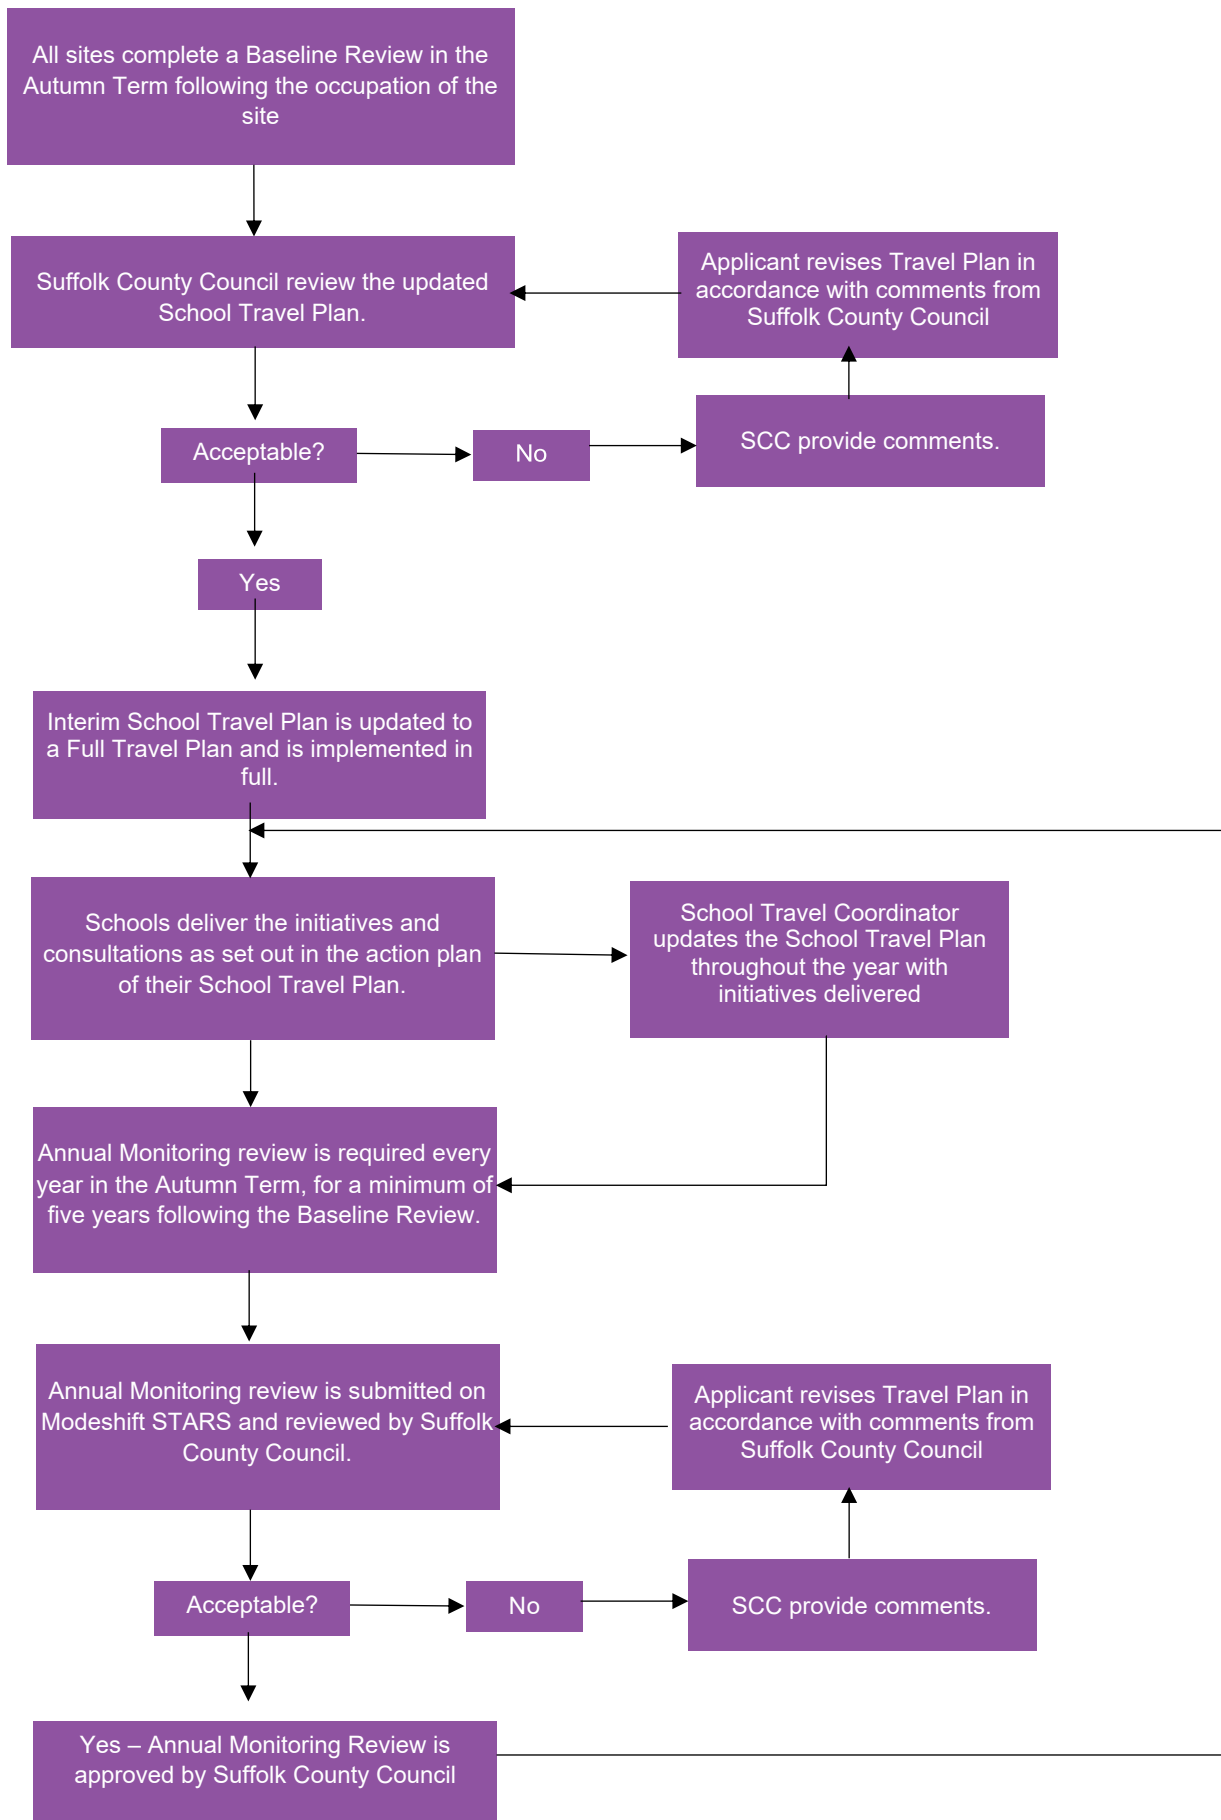 All sites complete a Baseline Review in the
Autumn Term following the occupation of the
site
Suffolk County Council review the updated
School Travel Plan.
Applicant revises Travel Plan in
accordance with comments from
Suffolk County Council
Acceptable?
No
SCC provide comments.
Yes
Interim School Travel Plan is updated to
a Full Travel Plan and is implemented in
full.
Schools deliver the initiatives and
consultations as set out in the action plan
of their School Travel Plan.
School Travel Coordinator
updates the School Travel Plan
throughout the year with
initiatives delivered
Annual Monitoring review is required every
year in the Autumn Term, for a minimum of
five years following the Baseline Review.
Annual Monitoring review is submitted on
Modeshift STARS and reviewed by Suffolk
County Council.
Applicant revises Travel Plan in
accordance with comments from
Suffolk County Council
Acceptable?
No
SCC provide comments.
Yes – Annual Monitoring Review is
approved by Suffolk County Council